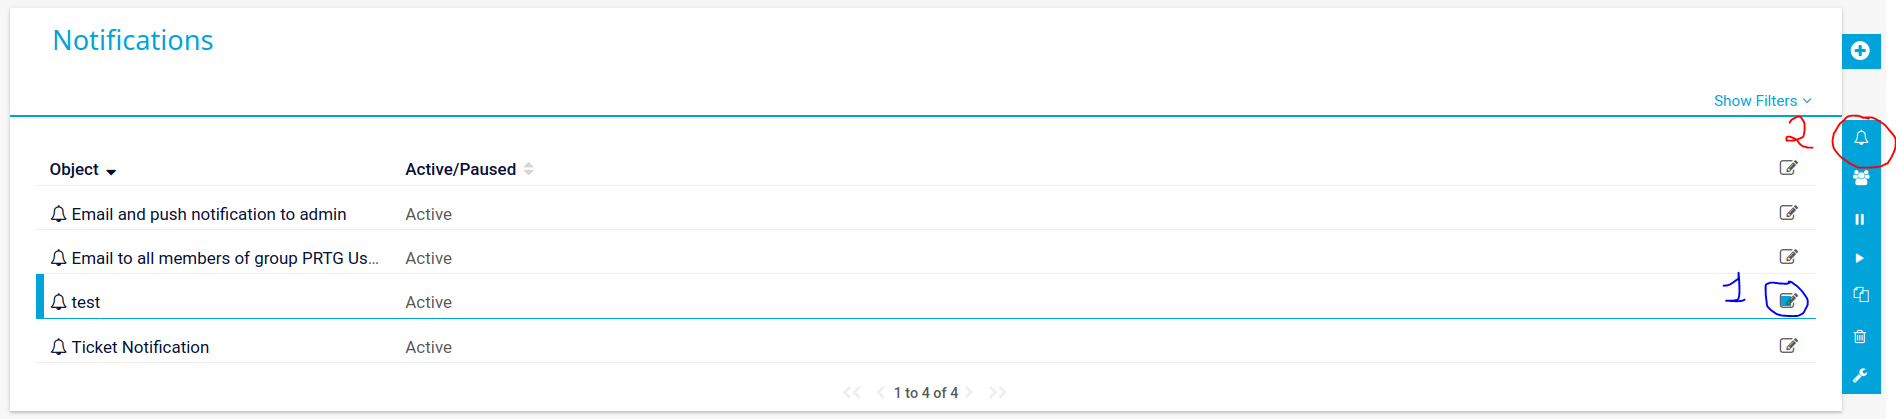 Notifications
Show Filters
2
Object Active/Paused
Email and push notification to admin Active
Email to all members of group PRTG Us... Active
1
test Active
Ticket Notification Active
1 to 4 of 4